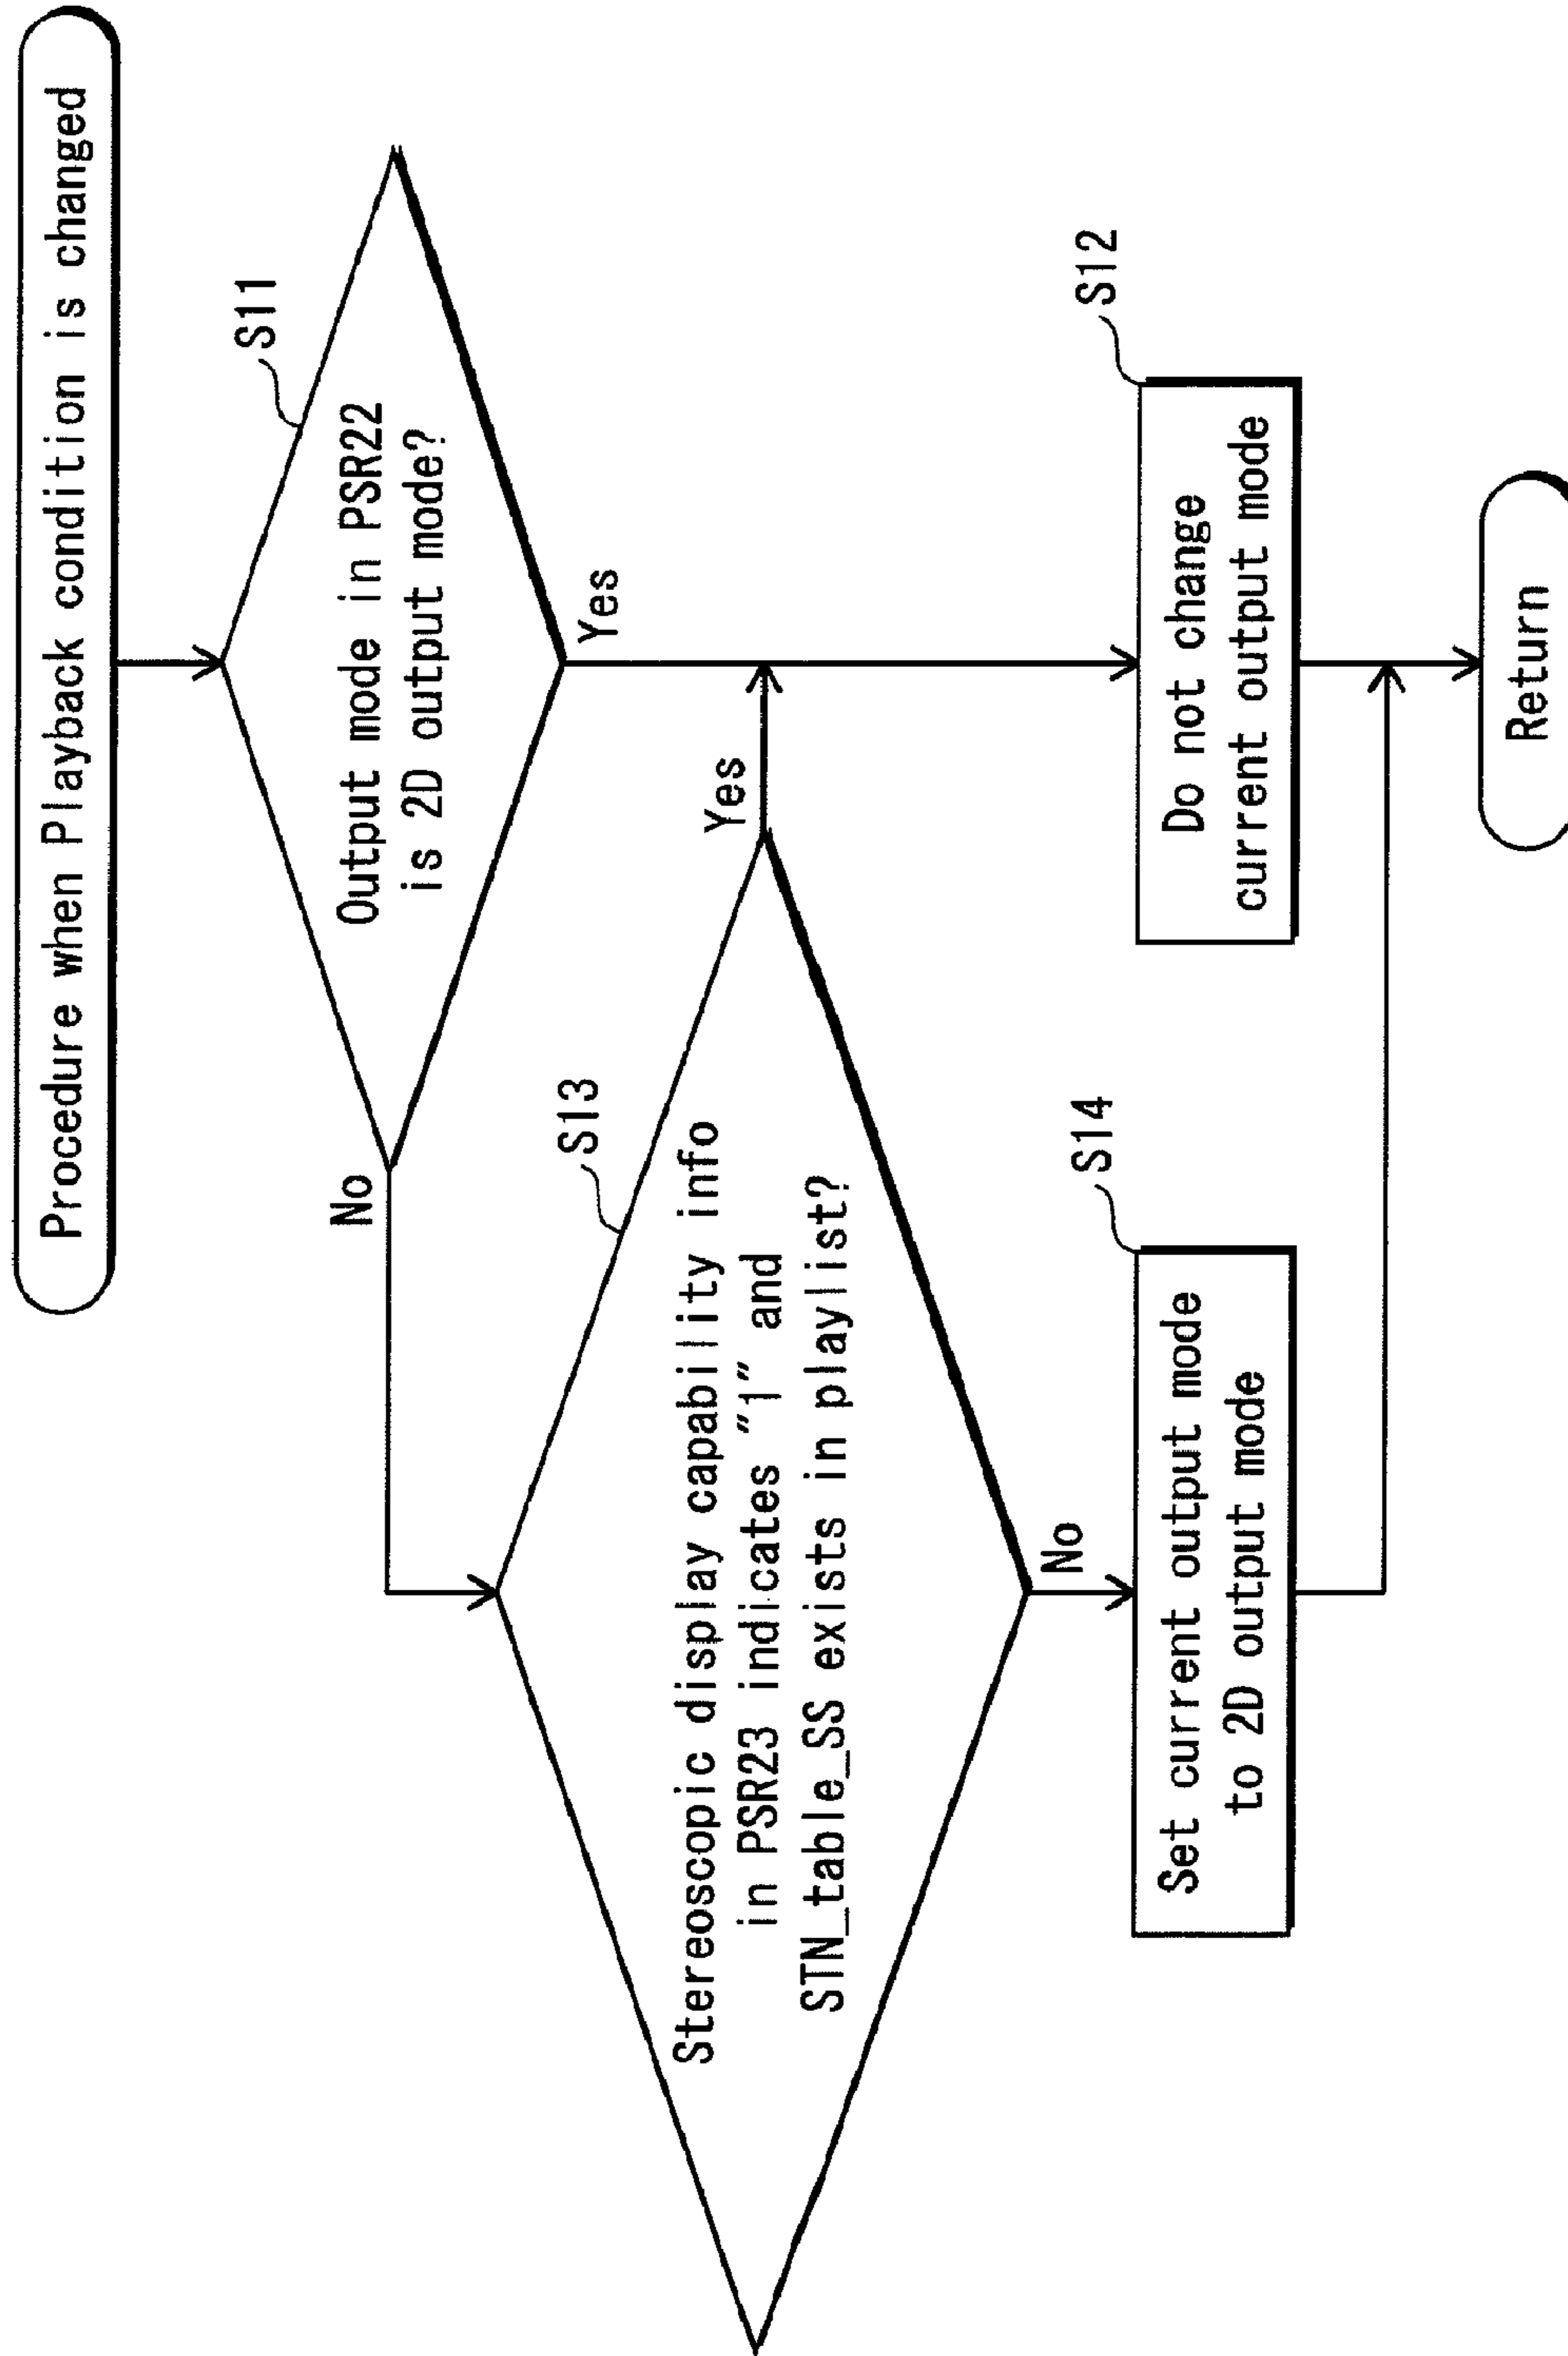 Procedure when Playback condition is changed
S11
Output mode in PSR22
is 2D output mode?
Yes
No
S13
Stereoscopic display capability info
in PSR23 indicates "1" and
STN_table_SS exists in playlist?
Yes
No
S12
Do not change
current output mode
S14
Set current output mode
to 2D output mode
Return